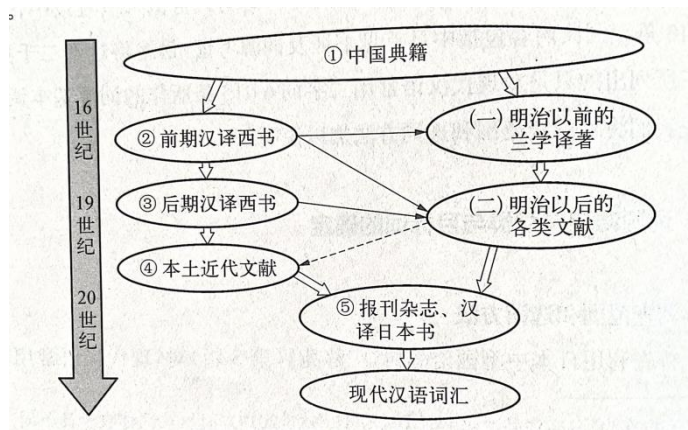 ① 中国典籍
16
世
纪
② 前期汉译西书
(一) 明治以前的
兰学译著
19
世
纪
③ 后期汉译西书
(二) 明治以后的
各类文献
④ 本土近代文献
20
世
纪
⑤ 报刊杂志、汉
译日本书
现代汉语词汇